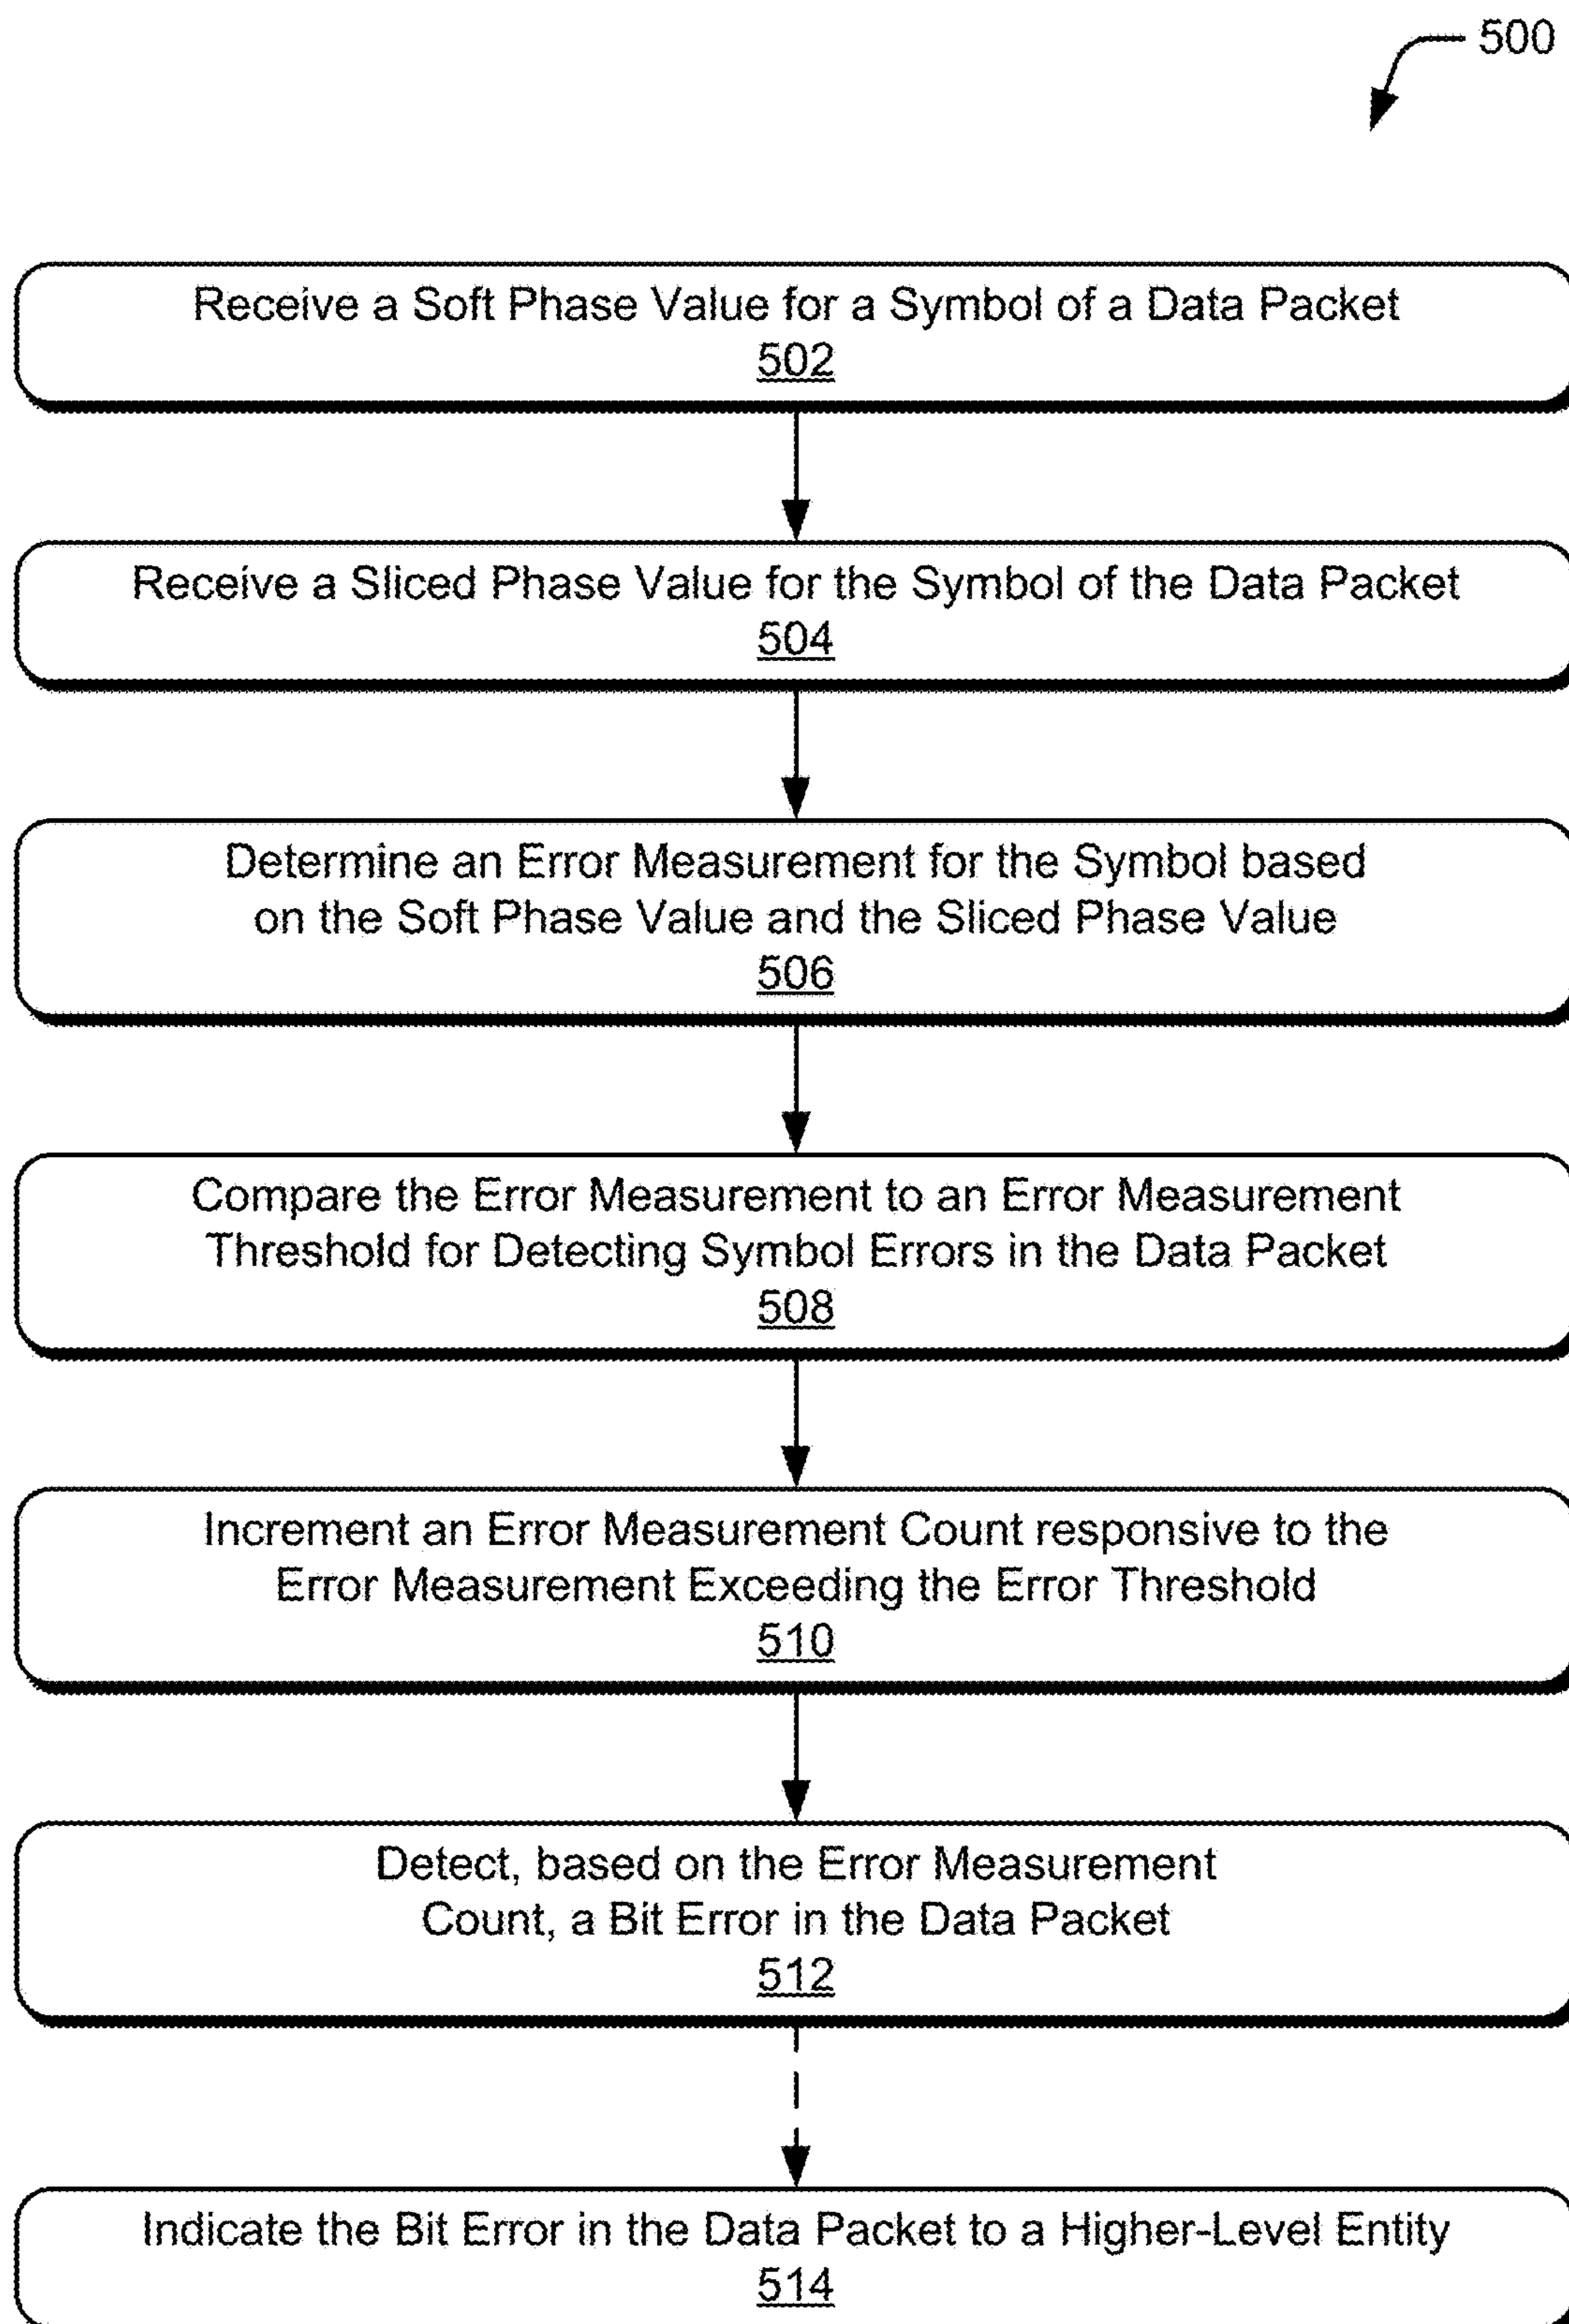 500
Receive a Soft Phase Value for a Symbol of a Data Packet
502
Receive a Sliced Phase Value for the Symbol of the Data Packet
504
Determine an Error Measurement for the Symbol based
on the Soft Phase Value and the Sliced Phase Value
506
Compare the Error Measurement to an Error Measurement
Threshold for Detecting Symbol Errors in the Data Packet
508
Increment an Error Measurement Count responsive to the
Error Measurement Exceeding the Error Threshold
510
Detect, based on the Error Measurement
Count, a Bit Error in the Data Packet
512
Indicate the Bit Error in the Data Packet to a Higher-Level Entity
514